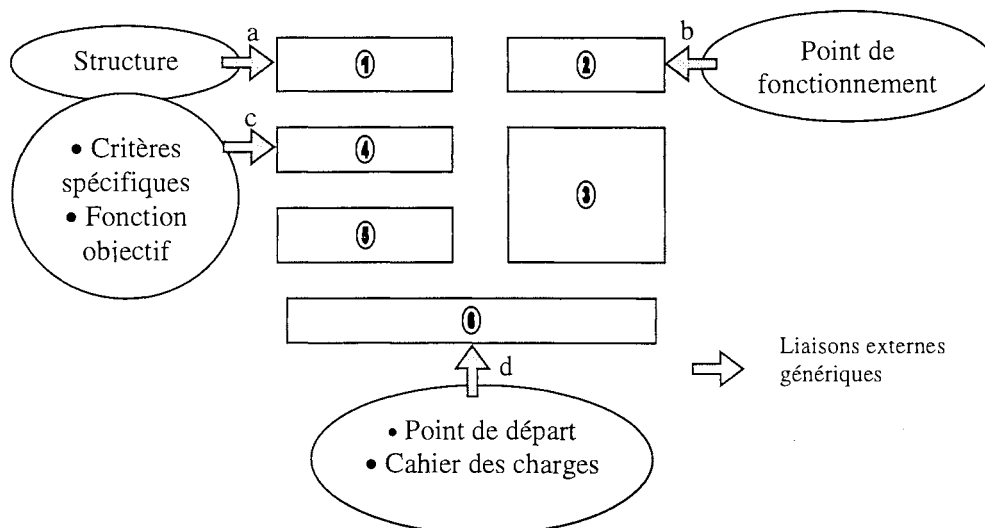 a
b
Structure
①
②
Point de
fonctionnement
c
• Critères
spécifiques
• Fonction
objectif
④
③
⑤
⑥
d
Liaisons externes
génériques
• Point de départ
• Cahier des charges